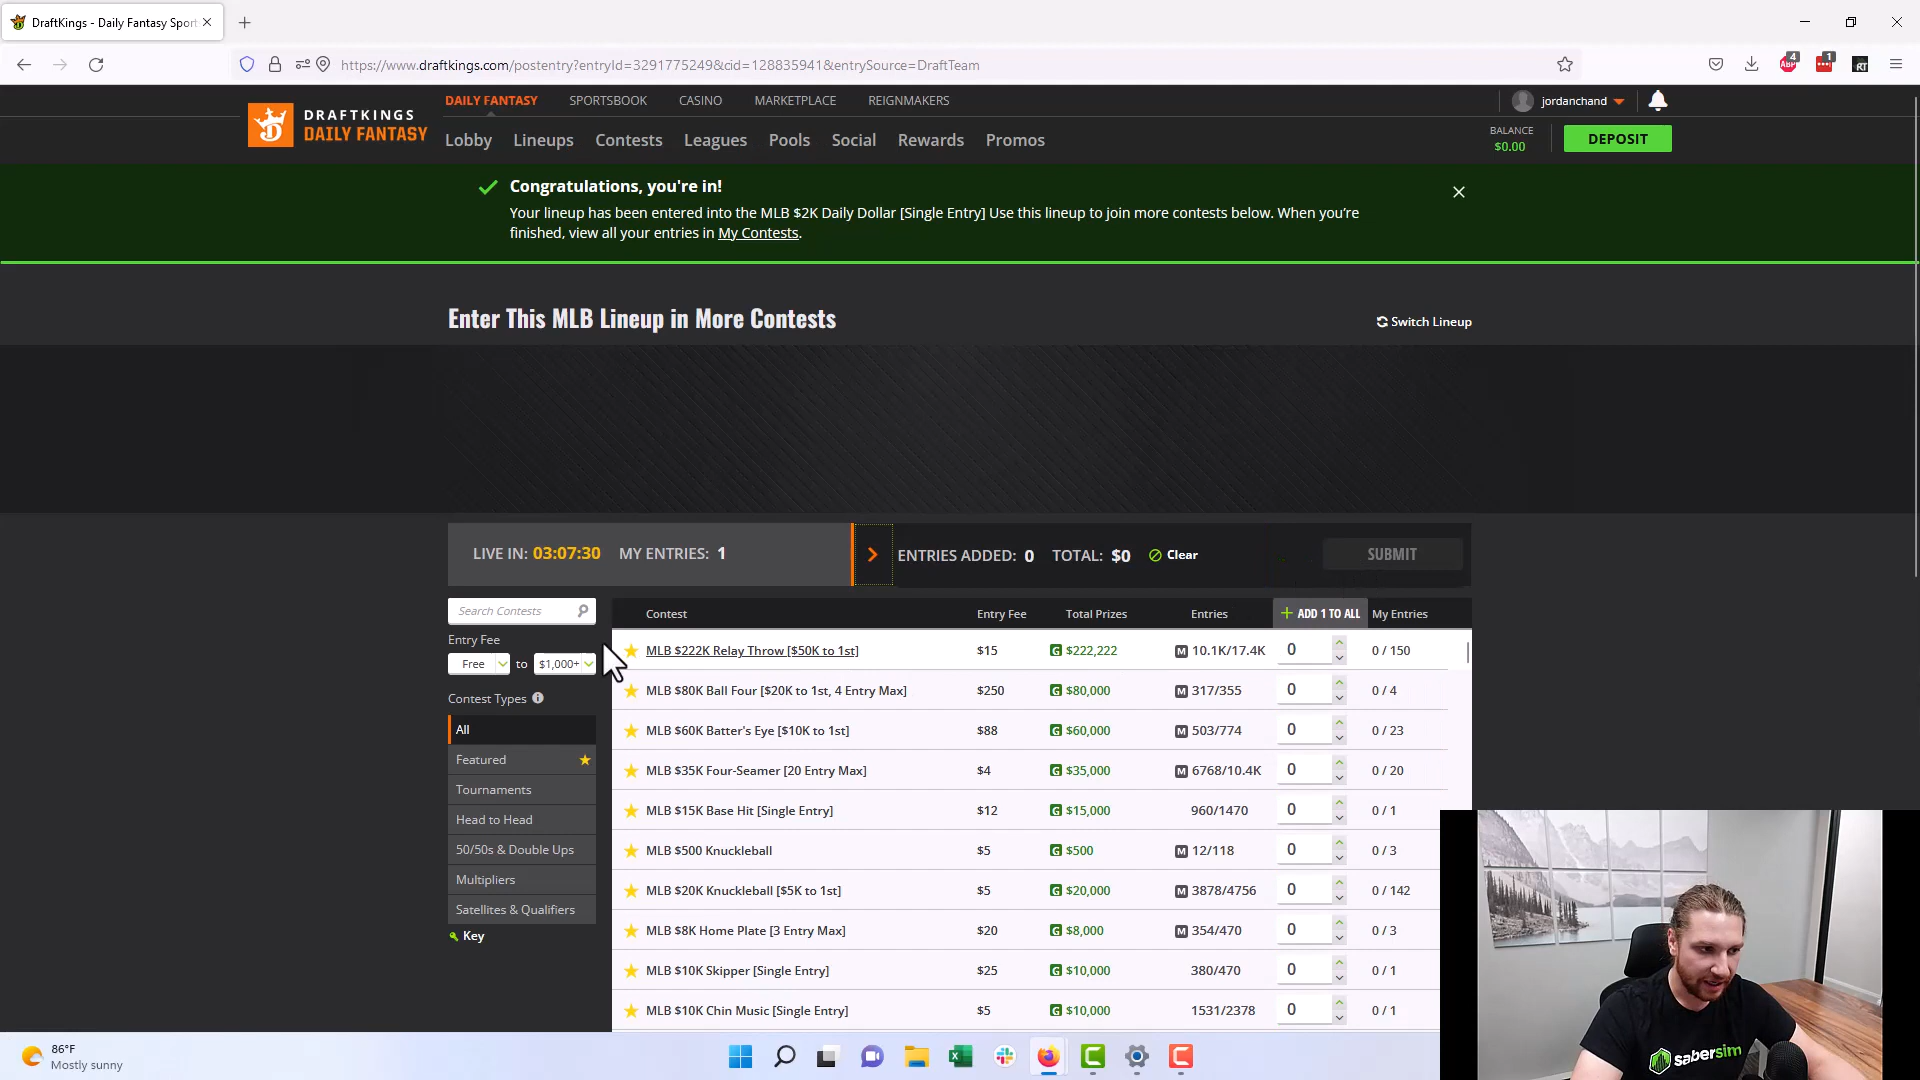 DraftKings - Daily Fantasy Sport
https://www.draftkings.com/postentry?entryId=3291775249&cid=128835941&entrySource=DraftTeam
4
1
RT
DRAFTKINGS
DAILY FANTASY
DAILY FANTASY SPORTSBOOK CASINO MARKETPLACE REIGNMAKERS
jordanchand
Lobby Lineups Contests Leagues Pools Social Rewards Promos
BALANCE
$0.00
DEPOSIT
Congratulations, you're in!
Your lineup has been entered into the MLB $2K Daily Dollar [Single Entry] Use this lineup to join more contests below. When you're
finished, view all your entries in My Contests.
Enter This MLB Lineup in More Contests
Switch Lineup
LIVE IN: 03:07:30 MY ENTRIES: 1
ENTRIES ADDED: 0 TOTAL: $0 Clear
SUBMIT
Search Contests
Entry Fee
Free to $1,000+
Contest Types
All
Featured
Tournaments
Head to Head
50/50s & Double Ups
Multipliers
Satellites & Qualifiers
Key
Contest Entry Fee Total Prizes Entries + ADD 1 TO ALL My Entries
MLB $222K Relay Throw [$50K to 1st] $15 G $222,222 M 10.1K/17.4K 0 0 / 150
MLB $80K Ball Four [$20K to 1st, 4 Entry Max] $250 G $80,000 M 317/355 0 0 / 4
MLB $60K Batter's Eye [$10K to 1st] $88 G $60,000 M 503/774 0 0 / 23
MLB $35K Four-Seamer [20 Entry Max] $4 G $35,000 M 6768/10.4K 0 0 / 20
MLB $15K Base Hit [Single Entry] $12 G $15,000 960/1470 0 0 / 1
MLB $500 Knuckleball $5 G $500 M 12/118 0 0 / 3
MLB $20K Knuckleball [$5K to 1st] $5 G $20,000 M 3878/4756 0 0 / 142
MLB $8K Home Plate [3 Entry Max] $20 G $8,000 M 354/470 0 0 / 3
MLB $10K Skipper [Single Entry] $25 G $10,000 380/470 0 0 / 1
MLB $10K Chin Music [Single Entry] $5 G $10,000 1531/2378 0 0 / 1
sabersim
86°F
Mostly sunny